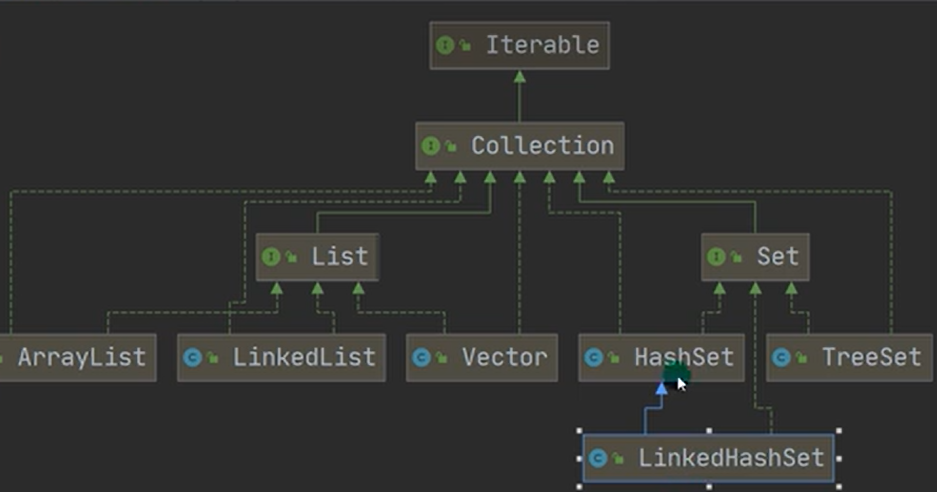 Iterable
Collection
List
Set
ArrayList
LinkedList
Vector
HashSet
TreeSet
LinkedHashSet